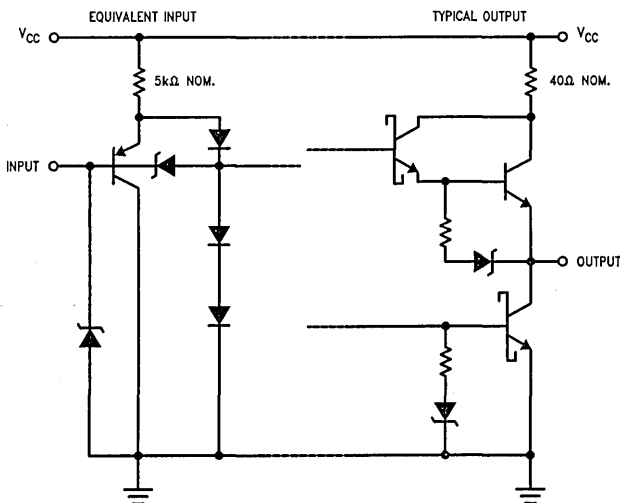 EQUIVALENT INPUT
TYPICAL OUTPUT
VCC
VCC
5kΩ NOM.
40Ω NOM.
INPUT
OUTPUT